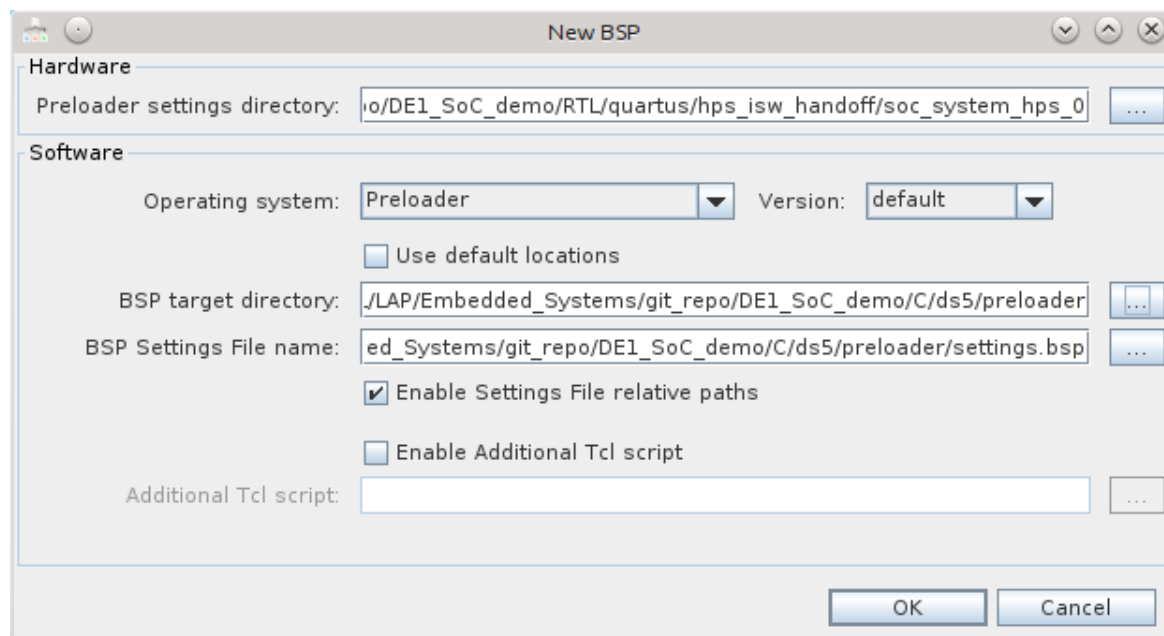 New BSP
Hardware
Preloader settings directory: o/DE1_SoC_demo/RTL/quartus/hps_isw_handoff/soc_system_hps_0 ...
Software
Operating system: Preloader Version: default
Use default locations
BSP target directory: ./LAP/Embedded_Systems/git_repo/DE1_SoC_demo/C/ds5/preloader ...
BSP Settings File name: ed_Systems/git_repo/DE1_SoC_demo/C/ds5/preloader/settings.bsp ...
Enable Settings File relative paths
Enable Additional Tcl script
Additional Tcl script: ...
OK Cancel